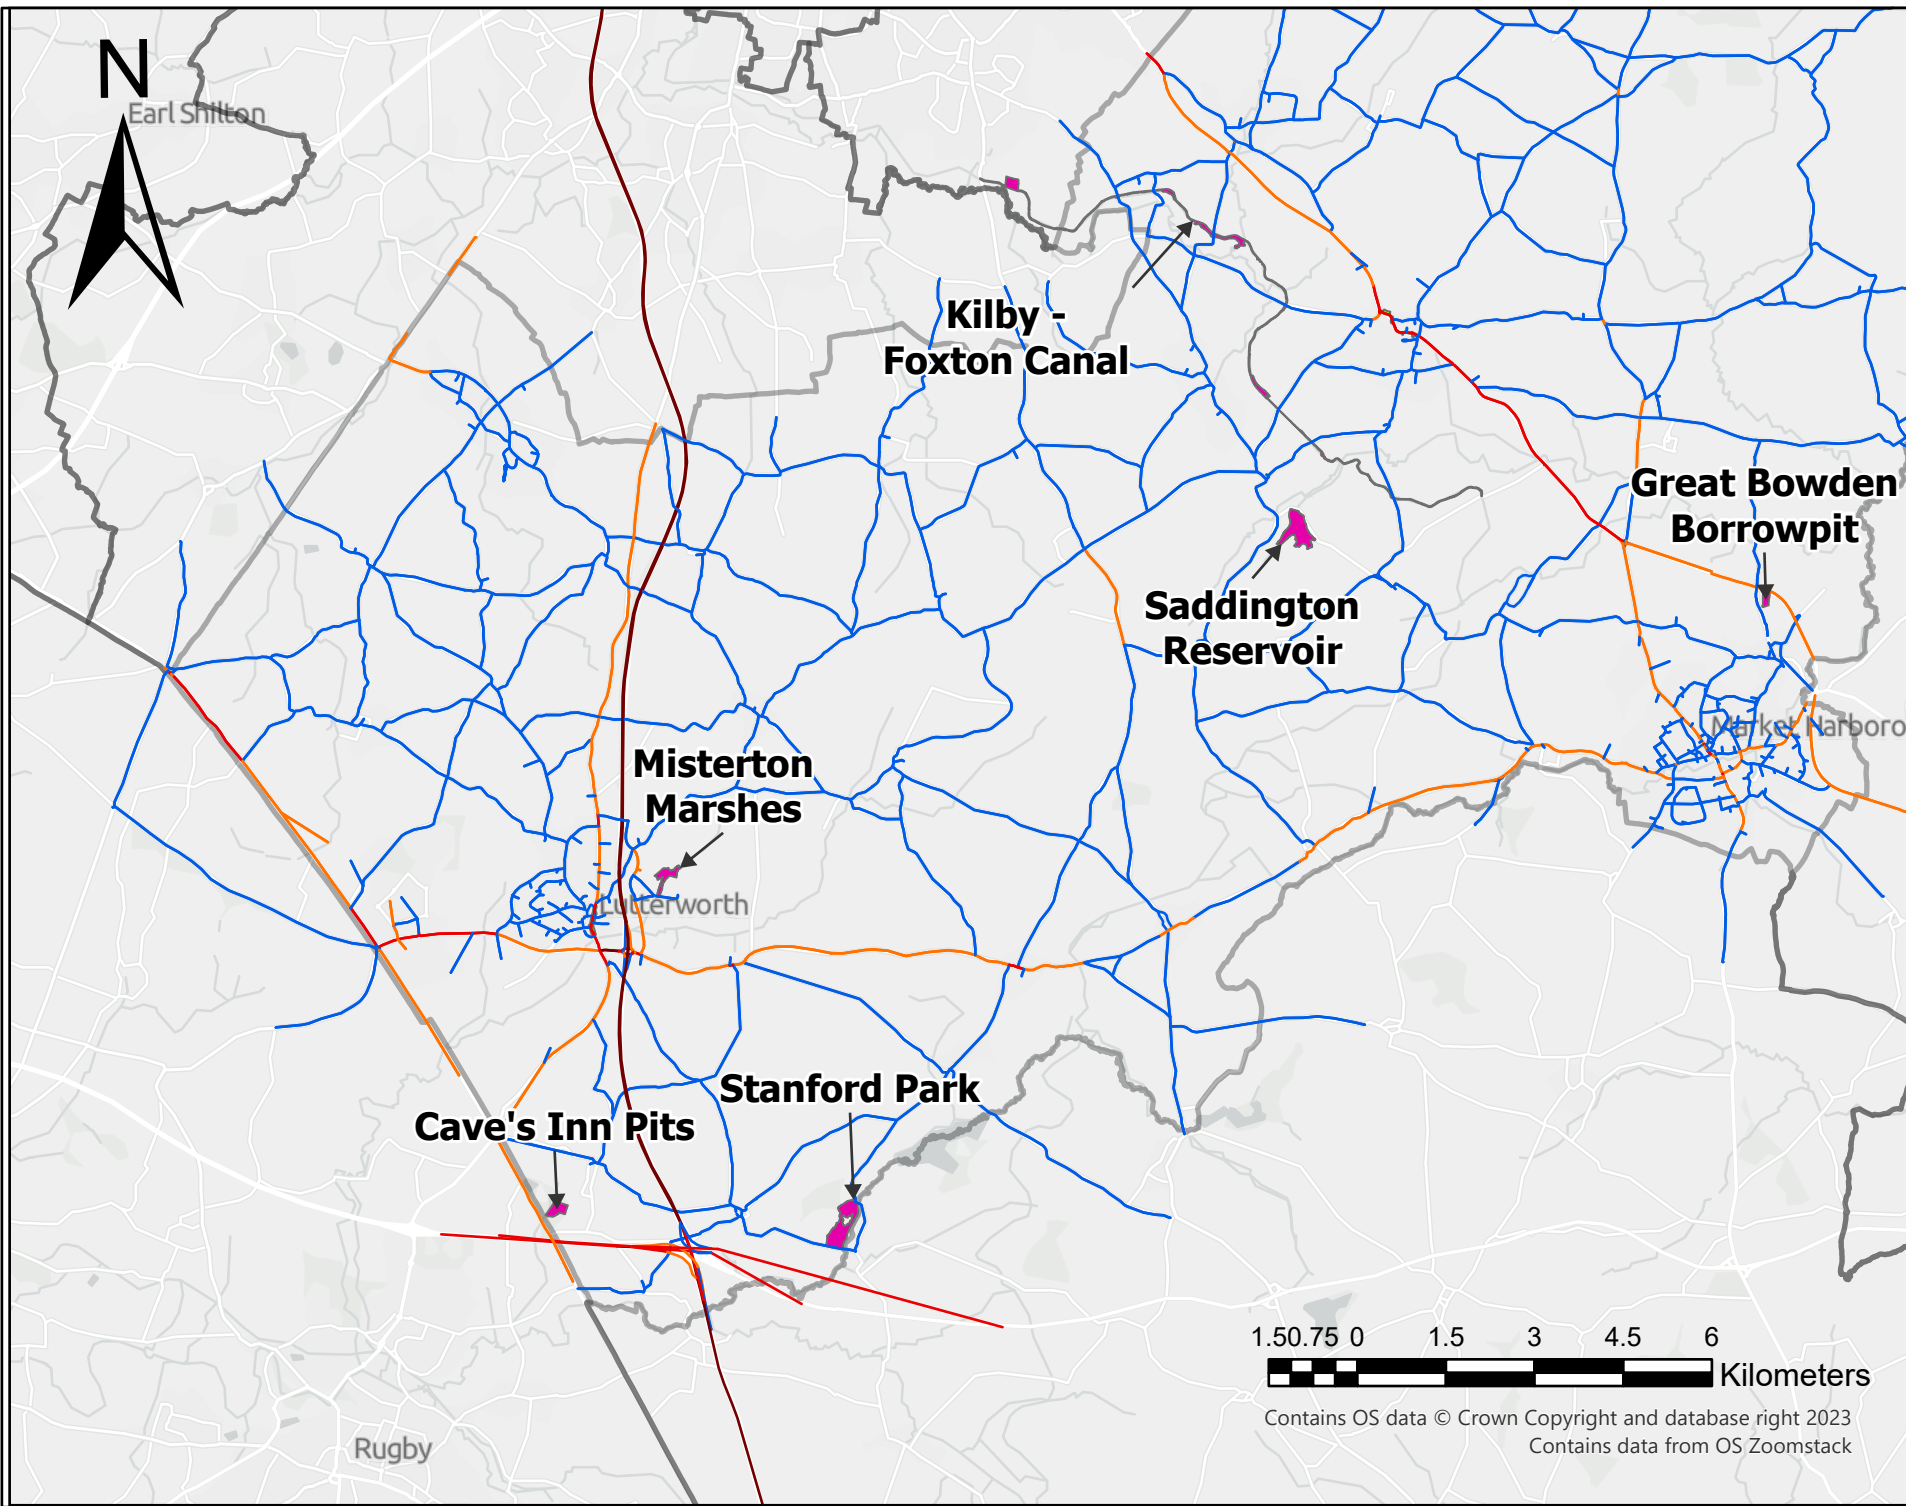 N
Earl Shilton
Kilby -
Foxton Canal
Great Bowden
Borrowpit
Saddington
Reservoir
Market Harboro
Misterton
Marshes
Lutterworth
Stanford Park
Cave's Inn Pits
1.5 0.75 0 1.5 3 4.5 6
Kilometers
Contains OS data © Crown Copyright and database right 2023
Contains data from OS Zoomstack
Rugby